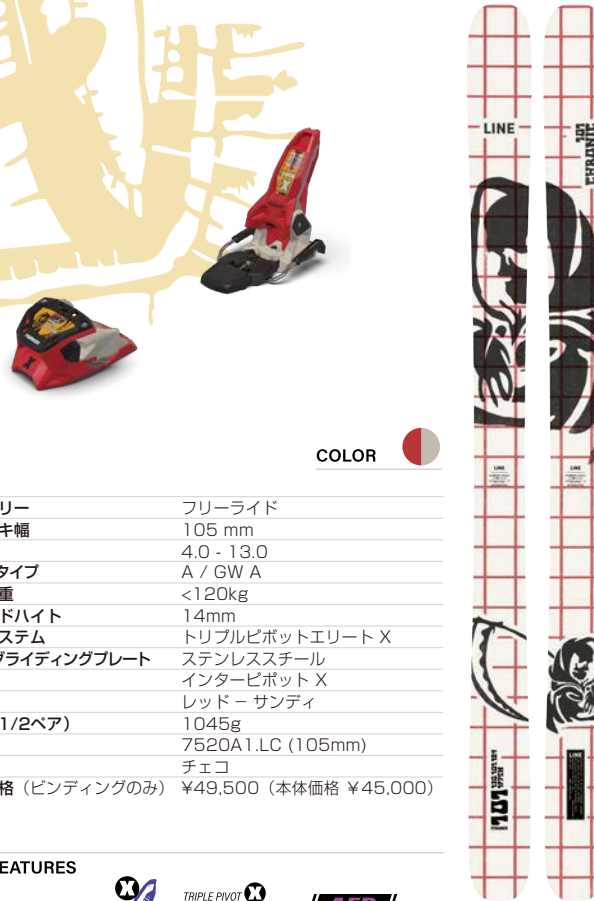 LINE
COLOR
リー フリーライド
キ幅 105 mm
4.0 - 13.0
タイプ A / GW A
重 <120kg
ドハイト 14mm
ステム トリプルピボットエリート X
グライディングプレート ステンレススチール
インターピボット X
レッド – サンディ
1/2ペア） 1045g
7520A1.LC (105mm)
チェコ
格（ビンディングのみ） ¥49,500（本体価格 ¥45,000）
EATURES
TRIPLE PIVOT X
AFD